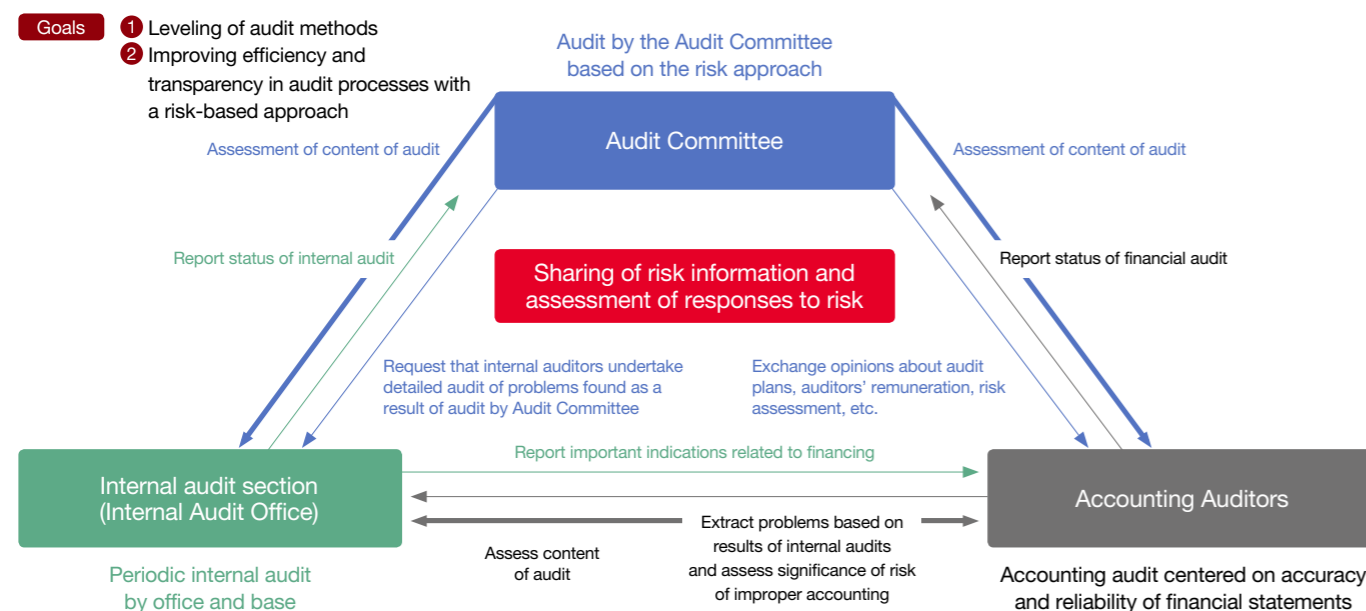 Goals
1 Leveling of audit methods
2 Improving efficiency and
transparency in audit processes with
a risk-based approach
Audit by the Audit Committee
based on the risk approach
Audit Committee
Assessment of content of audit
Assessment of content of audit
Report status of internal audit
Report status of financial audit
Sharing of risk information and
assessment of responses to risk
Request that internal auditors undertake
detailed audit of problems found as a
result of audit by Audit Committee
Exchange opinions about audit
plans, auditors’ remuneration, risk
assessment, etc.
Report important indications related to financing
Internal audit section
(Internal Audit Office)
Accounting Auditors
Assess content
of audit
Extract problems based on
results of internal audits
and assess significance of risk
of improper accounting
Periodic internal audit
by office and base
Accounting audit centered on accuracy
and reliability of financial statements